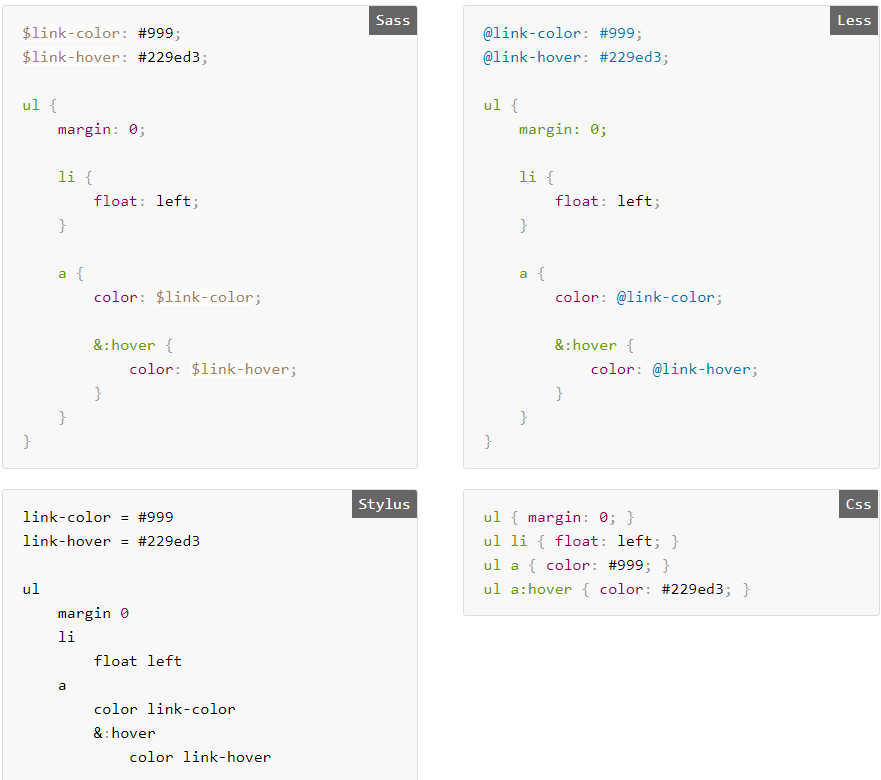 Sass
$link-color: #999;
$link-hover: #229ed3;

ul {
    margin: 0;

    li {
        float: left;
    }

    a {
        color: $link-color;

        &:hover {
            color: $link-hover;
        }
    }
}

Less
@link-color: #999;
@link-hover: #229ed3;

ul {
    margin: 0;

    li {
        float: left;
    }

    a {
        color: @link-color;

        &:hover {
            color: @link-hover;
        }
    }
}

Stylus
link-color = #999
link-hover = #229ed3

ul
    margin 0
    li
        float left
    a
        color link-color
        &:hover
            color link-hover

Css
ul { margin: 0; }
ul li { float: left; }
ul a { color: #999; }
ul a:hover { color: #229ed3; }